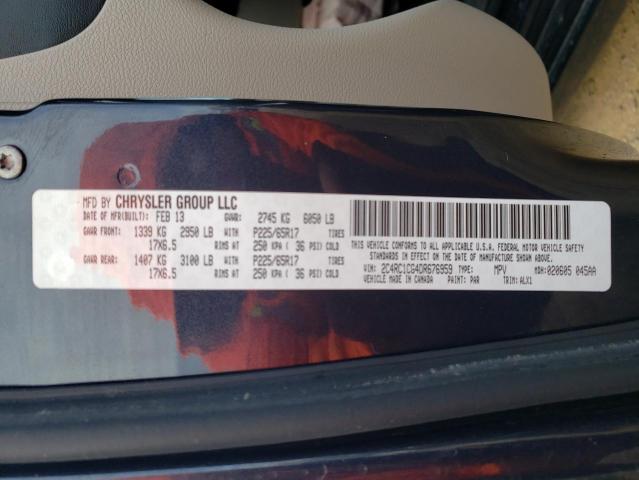 MFD BY CHRYSLER GROUP LLC
DATE OF MFR(BUILT): FEB 13 GVWR: 2745 KG 6050 LB
GAWR FRONT: 1339 KG 2950 LB WITH P225/65R17 TIRES
17X6.5 RIMS AT 250 KPA( 36 PSI) COLD
GAWR REAR: 1407 KG 3100 LB WITH P225/65R17 TIRES
17X6.5 RIMS AT 250 KPA( 36 PSI) COLD
THIS VEHICLE CONFORMS TO ALL APPLICABLE U.S.A. FEDERAL MOTOR VEHICLE SAFETY
STANDARDS IN EFFECT ON THE DATE OF MANUFACTURE SHOWN ABOVE.
VIN: 2C4RC1CG4DR676959 TYPE: MPV MDH: 020605 045AA
VEHICLE MADE IN CANADA PAINT: PAR TRIM: ALX1